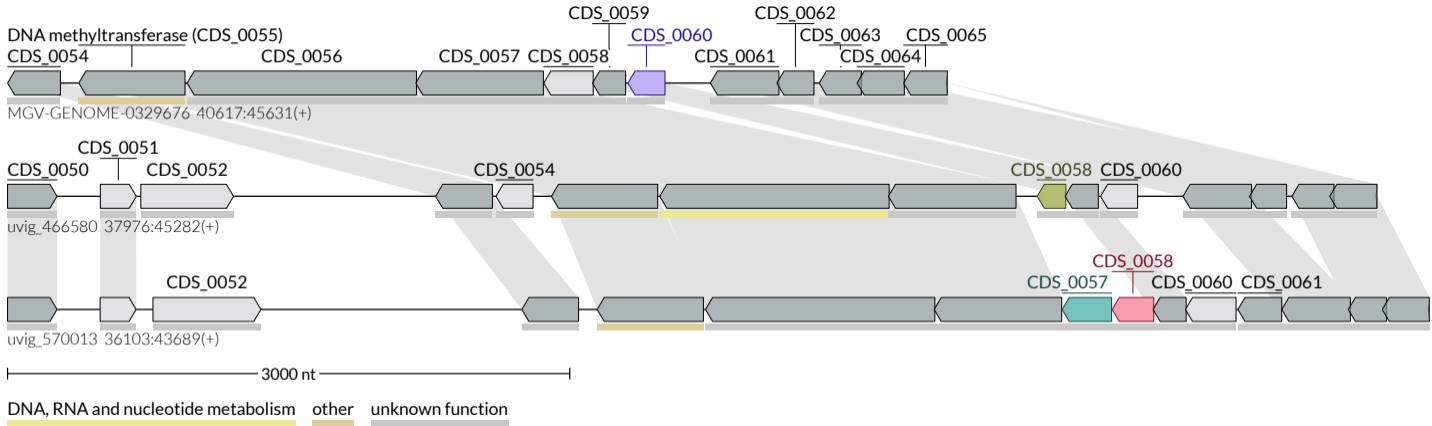 CDS_0059 CDS_0062
DNA methyltransferase (CDS_0055) CDS_0060 CDS_0063 CDS_0065
CDS_0054 CDS_0056 CDS_0057 CDS_0058 CDS_0061 CDS_0064
MGV-GENOME-0329676 40617:45631(+)
CDS_0051
CDS_0050 CDS_0052 CDS_0054 CDS_0058 CDS_0060
uvig_466580 37976:45282(+)
CDS_0058
CDS_0052 CDS_0057 CDS_0060 CDS_0061
uvig_570013 36103:43689(+)
3000 nt
DNA, RNA and nucleotide metabolism other unknown function